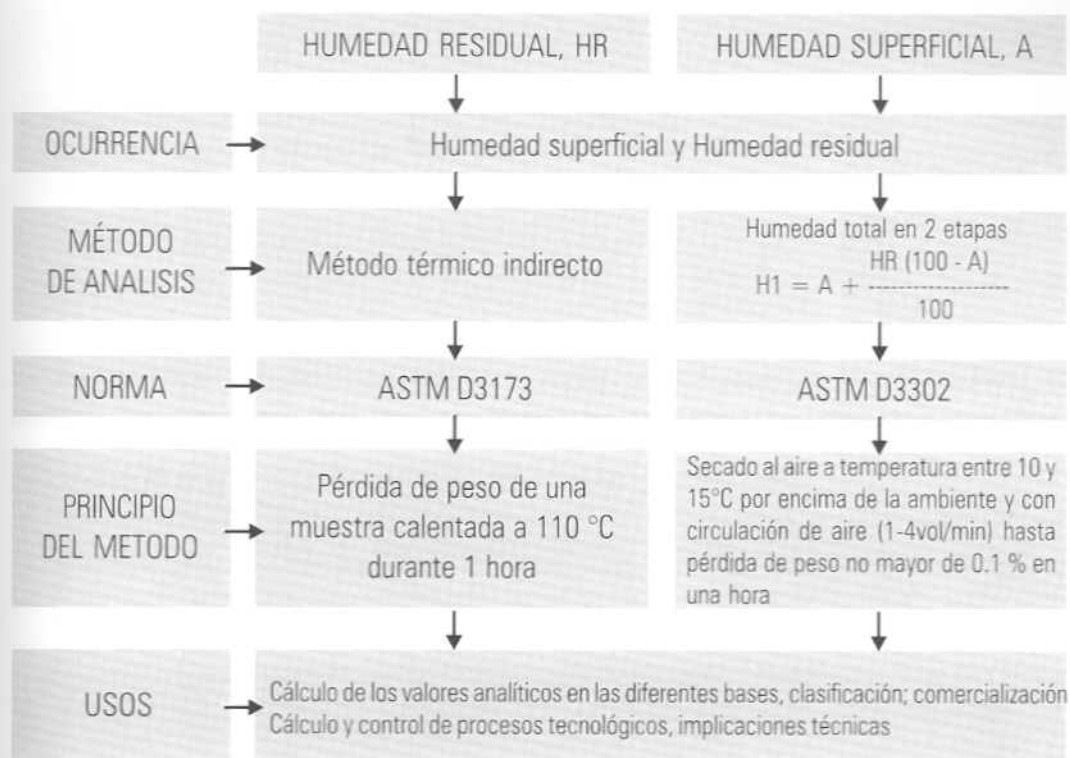 HUMEDAD RESIDUAL, HR
HUMEDAD SUPERFICIAL, A
OCURRENCIA
Humedad superficial y Humedad residual
MÉTODO
DE ANALISIS
Método térmico indirecto
Humedad total en 2 etapas
HR (100 - A)
H1 = A + -------------------
100
NORMA
ASTM D3173
ASTM D3302
PRINCIPIO
DEL METODO
Pérdida de peso de una
muestra calentada a 110 °C
durante 1 hora
Secado al aire a temperatura entre 10 y
15°C por encima de la ambiente y con
circulación de aire (1-4vol/min) hasta
pérdida de peso no mayor de 0.1 % en
una hora
USOS
Cálculo de los valores analíticos en las diferentes bases, clasificación; comercialización
Cálculo y control de procesos tecnológicos, implicaciones técnicas